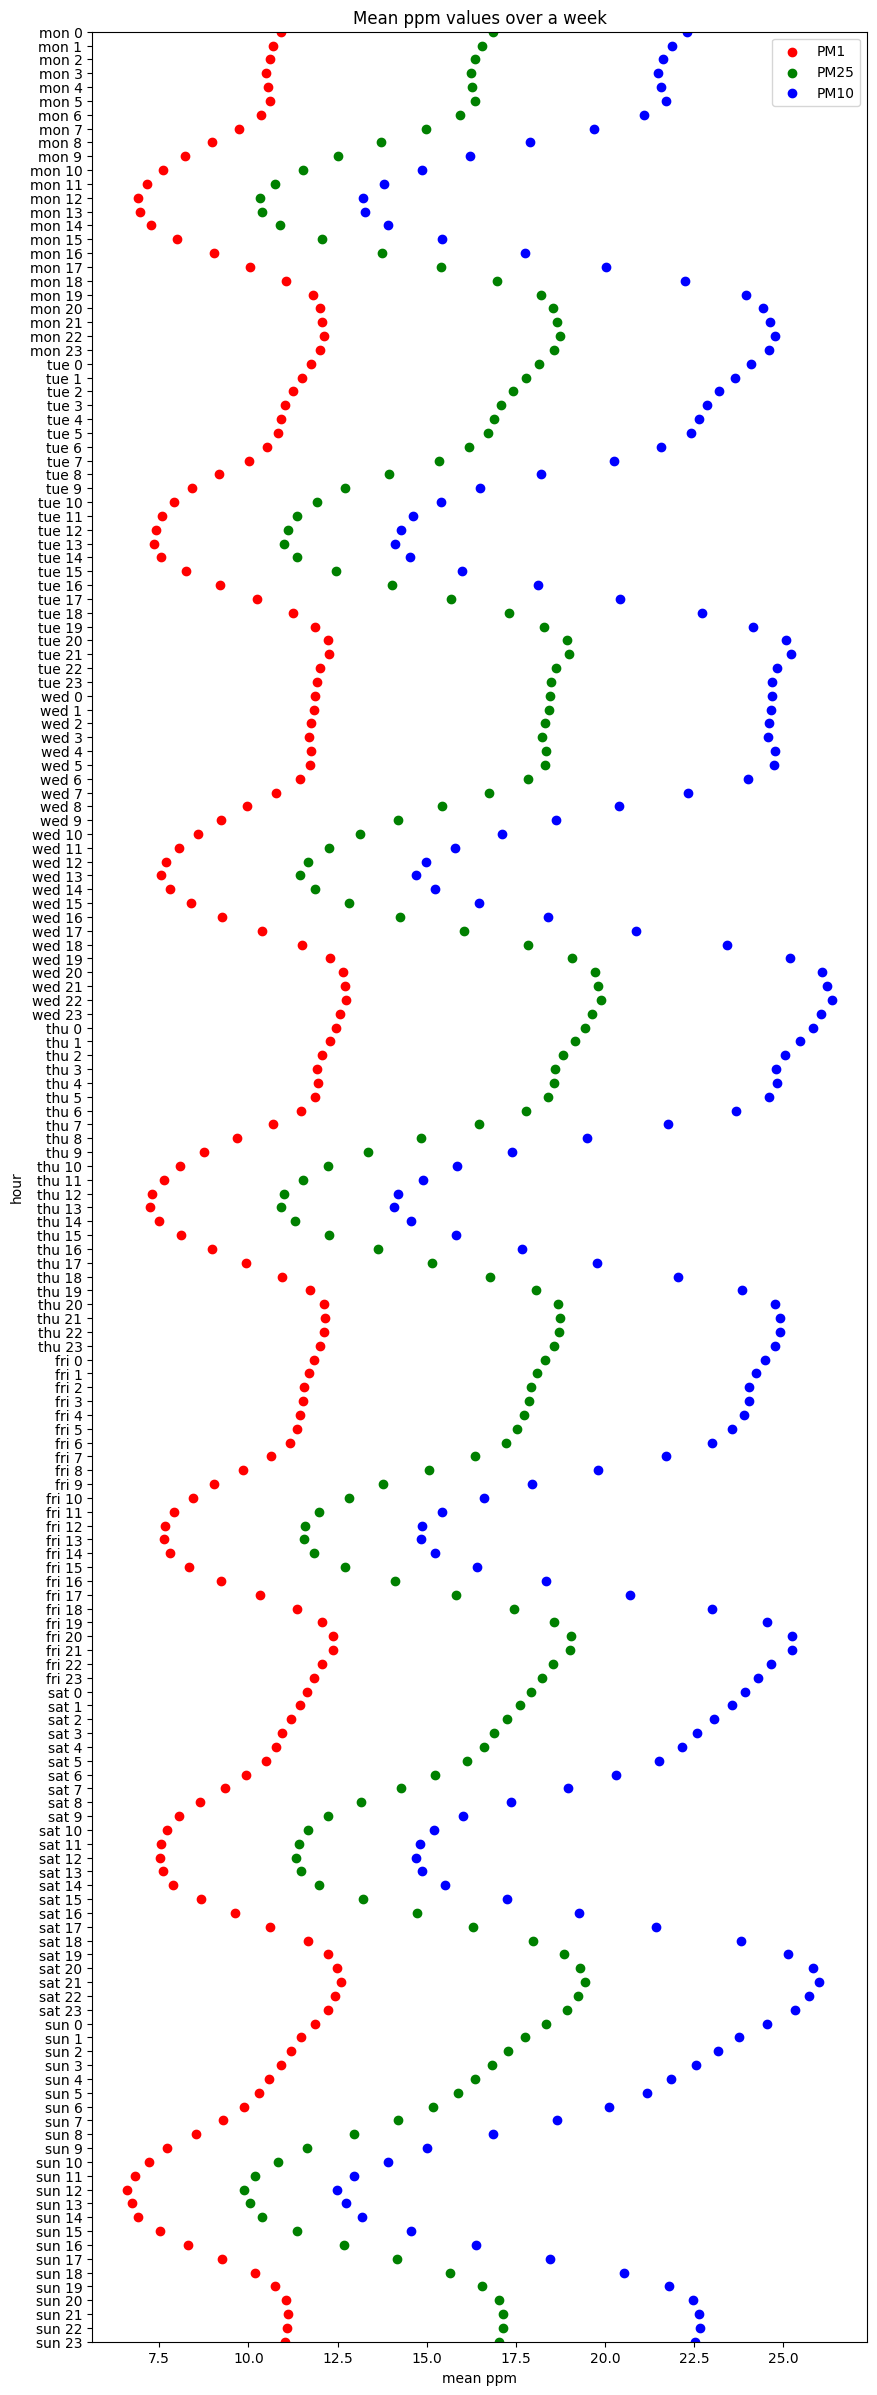 Mean ppm values over a week
PM1
PM25
PM10
mon 0
mon 1
mon 2
mon 3
mon 4
mon 5
mon 6
mon 7
mon 8
mon 9
mon 10
mon 11
mon 12
mon 13
mon 14
mon 15
mon 16
mon 17
mon 18
mon 19
mon 20
mon 21
mon 22
mon 23
tue 0
tue 1
tue 2
tue 3
tue 4
tue 5
tue 6
tue 7
tue 8
tue 9
tue 10
tue 11
tue 12
tue 13
tue 14
tue 15
tue 16
tue 17
tue 18
tue 19
tue 20
tue 21
tue 22
tue 23
wed 0
wed 1
wed 2
wed 3
wed 4
wed 5
wed 6
wed 7
wed 8
wed 9
wed 10
wed 11
wed 12
wed 13
wed 14
wed 15
wed 16
wed 17
wed 18
wed 19
wed 20
wed 21
wed 22
wed 23
thu 0
thu 1
thu 2
thu 3
thu 4
thu 5
thu 6
thu 7
thu 8
thu 9
thu 10
thu 11
thu 12
thu 13
thu 14
thu 15
thu 16
thu 17
thu 18
thu 19
thu 20
thu 21
thu 22
thu 23
fri 0
fri 1
fri 2
fri 3
fri 4
fri 5
fri 6
fri 7
fri 8
fri 9
fri 10
fri 11
fri 12
fri 13
fri 14
fri 15
fri 16
fri 17
fri 18
fri 19
fri 20
fri 21
fri 22
fri 23
sat 0
sat 1
sat 2
sat 3
sat 4
sat 5
sat 6
sat 7
sat 8
sat 9
sat 10
sat 11
sat 12
sat 13
sat 14
sat 15
sat 16
sat 17
sat 18
sat 19
sat 20
sat 21
sat 22
sat 23
sun 0
sun 1
sun 2
sun 3
sun 4
sun 5
sun 6
sun 7
sun 8
sun 9
sun 10
sun 11
sun 12
sun 13
sun 14
sun 15
sun 16
sun 17
sun 18
sun 19
sun 20
sun 21
sun 22
sun 23
hour
7.5 10.0 12.5 15.0 17.5 20.0 22.5 25.0
mean ppm